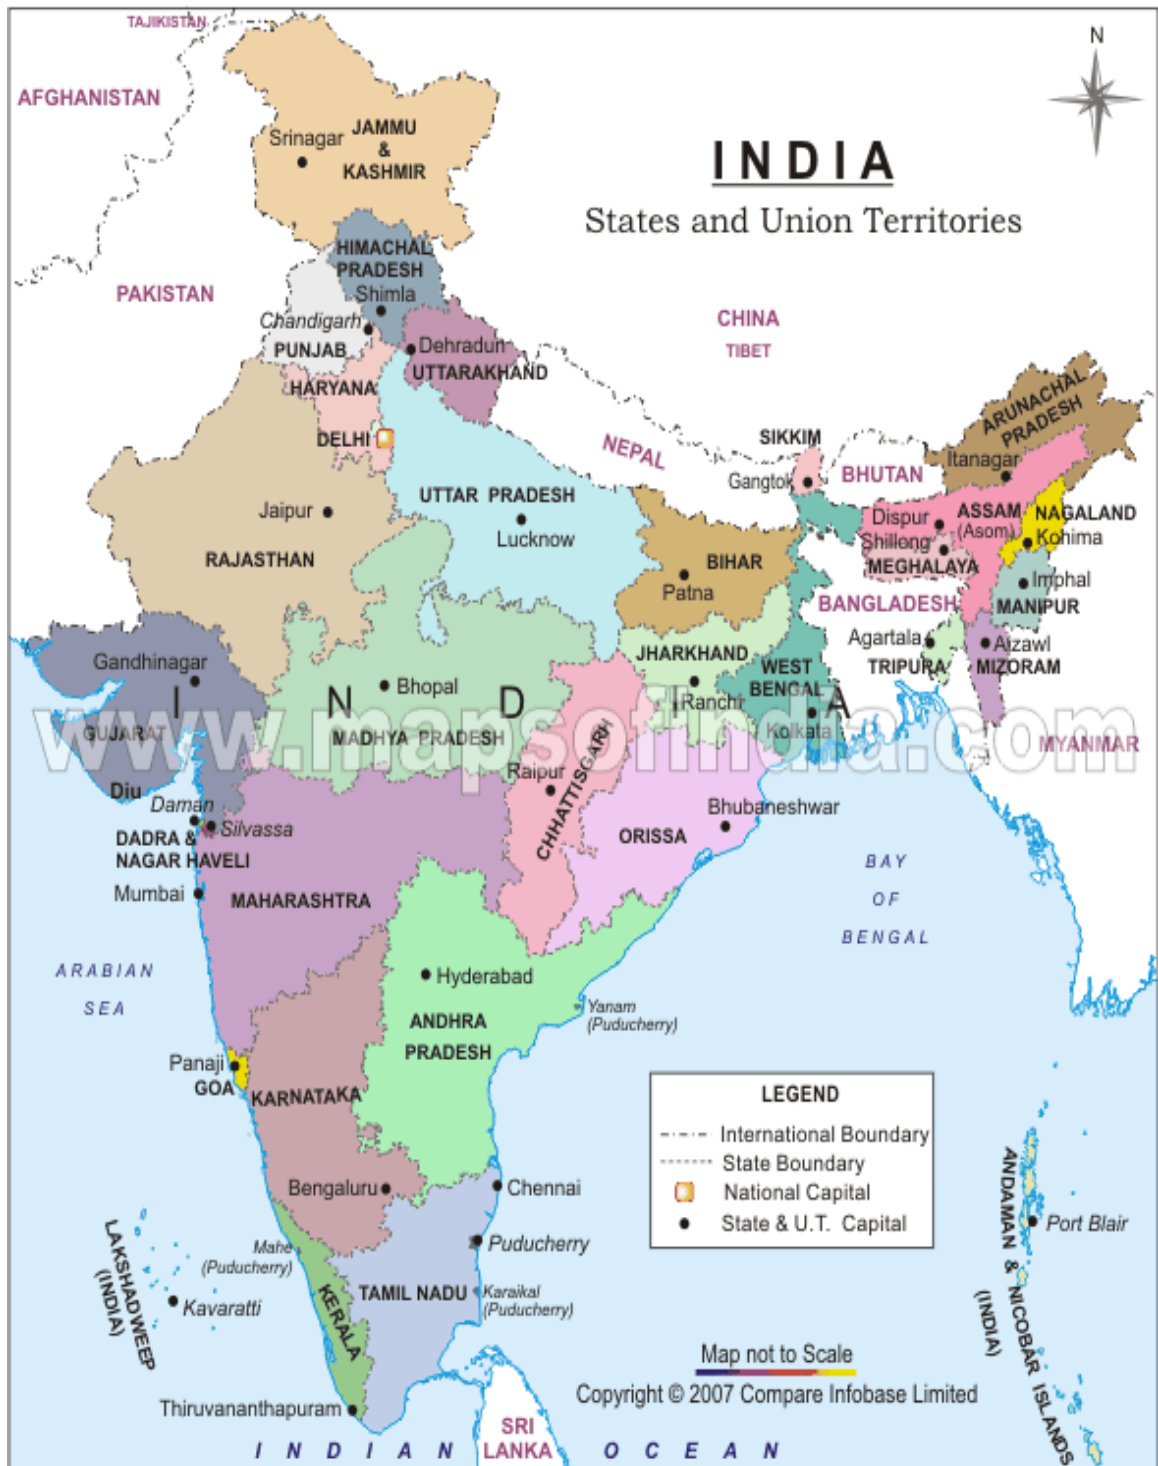 TAJIKISTAN
AFGHANISTAN
N
JAMMU
&
KASHMIR
Srinagar
INDIA
States and Union Territories
HIMACHAL
PRADESH
Shimla
PAKISTAN
Chandigarh
PUNJAB
CHINA
TIBET
Dehradun
UTTARAKHAND
HARYANA
DELHI
ARUNACHAL
PRADESH
Itanagar
SIKKIM
Gangtok
NEPAL
BHUTAN
UTTAR PRADESH
Lucknow
Jaipur
RAJASTHAN
Dispur
ASSAM
(Asom)
NAGALAND
Kohima
Shillong
MEGHALAYA
BIHAR
Patna
Imphal
MANIPUR
BANGLADESH
Agartala
TRIPURA
Aizawl
MIZORAM
Gandhinagar
JHARKHAND
Ranchi
WEST
BENGAL
Kolkata
Bhopal
I N D I A
www.mapsofindia.com
GUJARAT
MADHYA PRADESH
MYANMAR
Diu
Daman
Silvassa
DADRA &
NAGAR HAVELI
Raipur
CHHATTISGARH
Bhubaneshwar
ORISSA
Mumbai
MAHARASHTRA
BAY
OF
BENGAL
ARABIAN
SEA
Hyderabad
ANDHRA
PRADESH
Yanam
(Puducherry)
Panaji
GOA
KARNATAKA
LEGEND
International Boundary
State Boundary
National Capital
State & U.T. Capital
Bengaluru
Chennai
Puducherry
Mahe
(Puducherry)
TAMIL NADU
Karaikal
(Puducherry)
KERALA
LAKSHADWEEP
(INDIA)
Kavaratti
ANDAMAN & NICOBAR ISLANDS
(INDIA)
Port Blair
Thiruvananthapuram
Map not to Scale
Copyright © 2007 Compare Infobase Limited
SRI
LANKA
INDIAN OCEAN